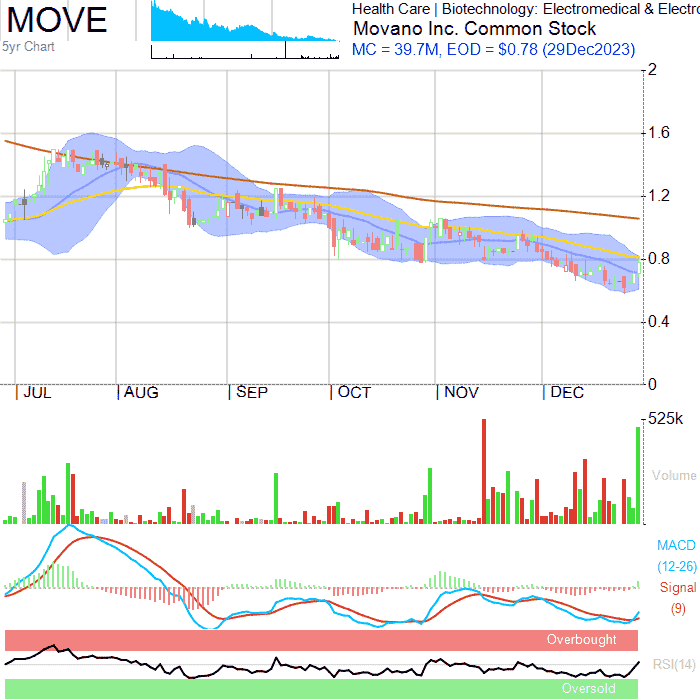 MOVE
5yr Chart
Health Care | Biotechnology: Electromedical & Electro
Movano Inc. Common Stock
MC = 39.7M, EOD = $0.78 (29Dec2023)
2
1.6
1.2
0.8
0.4
0
JUL AUG SEP OCT NOV DEC
525k
Volume
MACD
(12-26)
Signal
(9)
Overbought
RSI(14)
Oversold